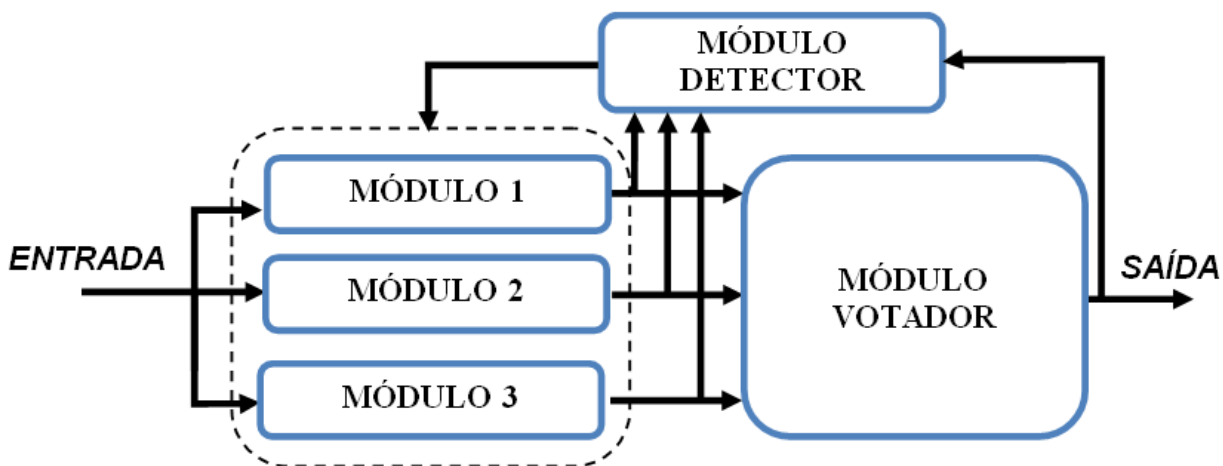 MÓDULO
DETECTOR
MÓDULO 1
ENTRADA
MÓDULO 2
MÓDULO 3
MÓDULO
VOTADOR
SAÍDA